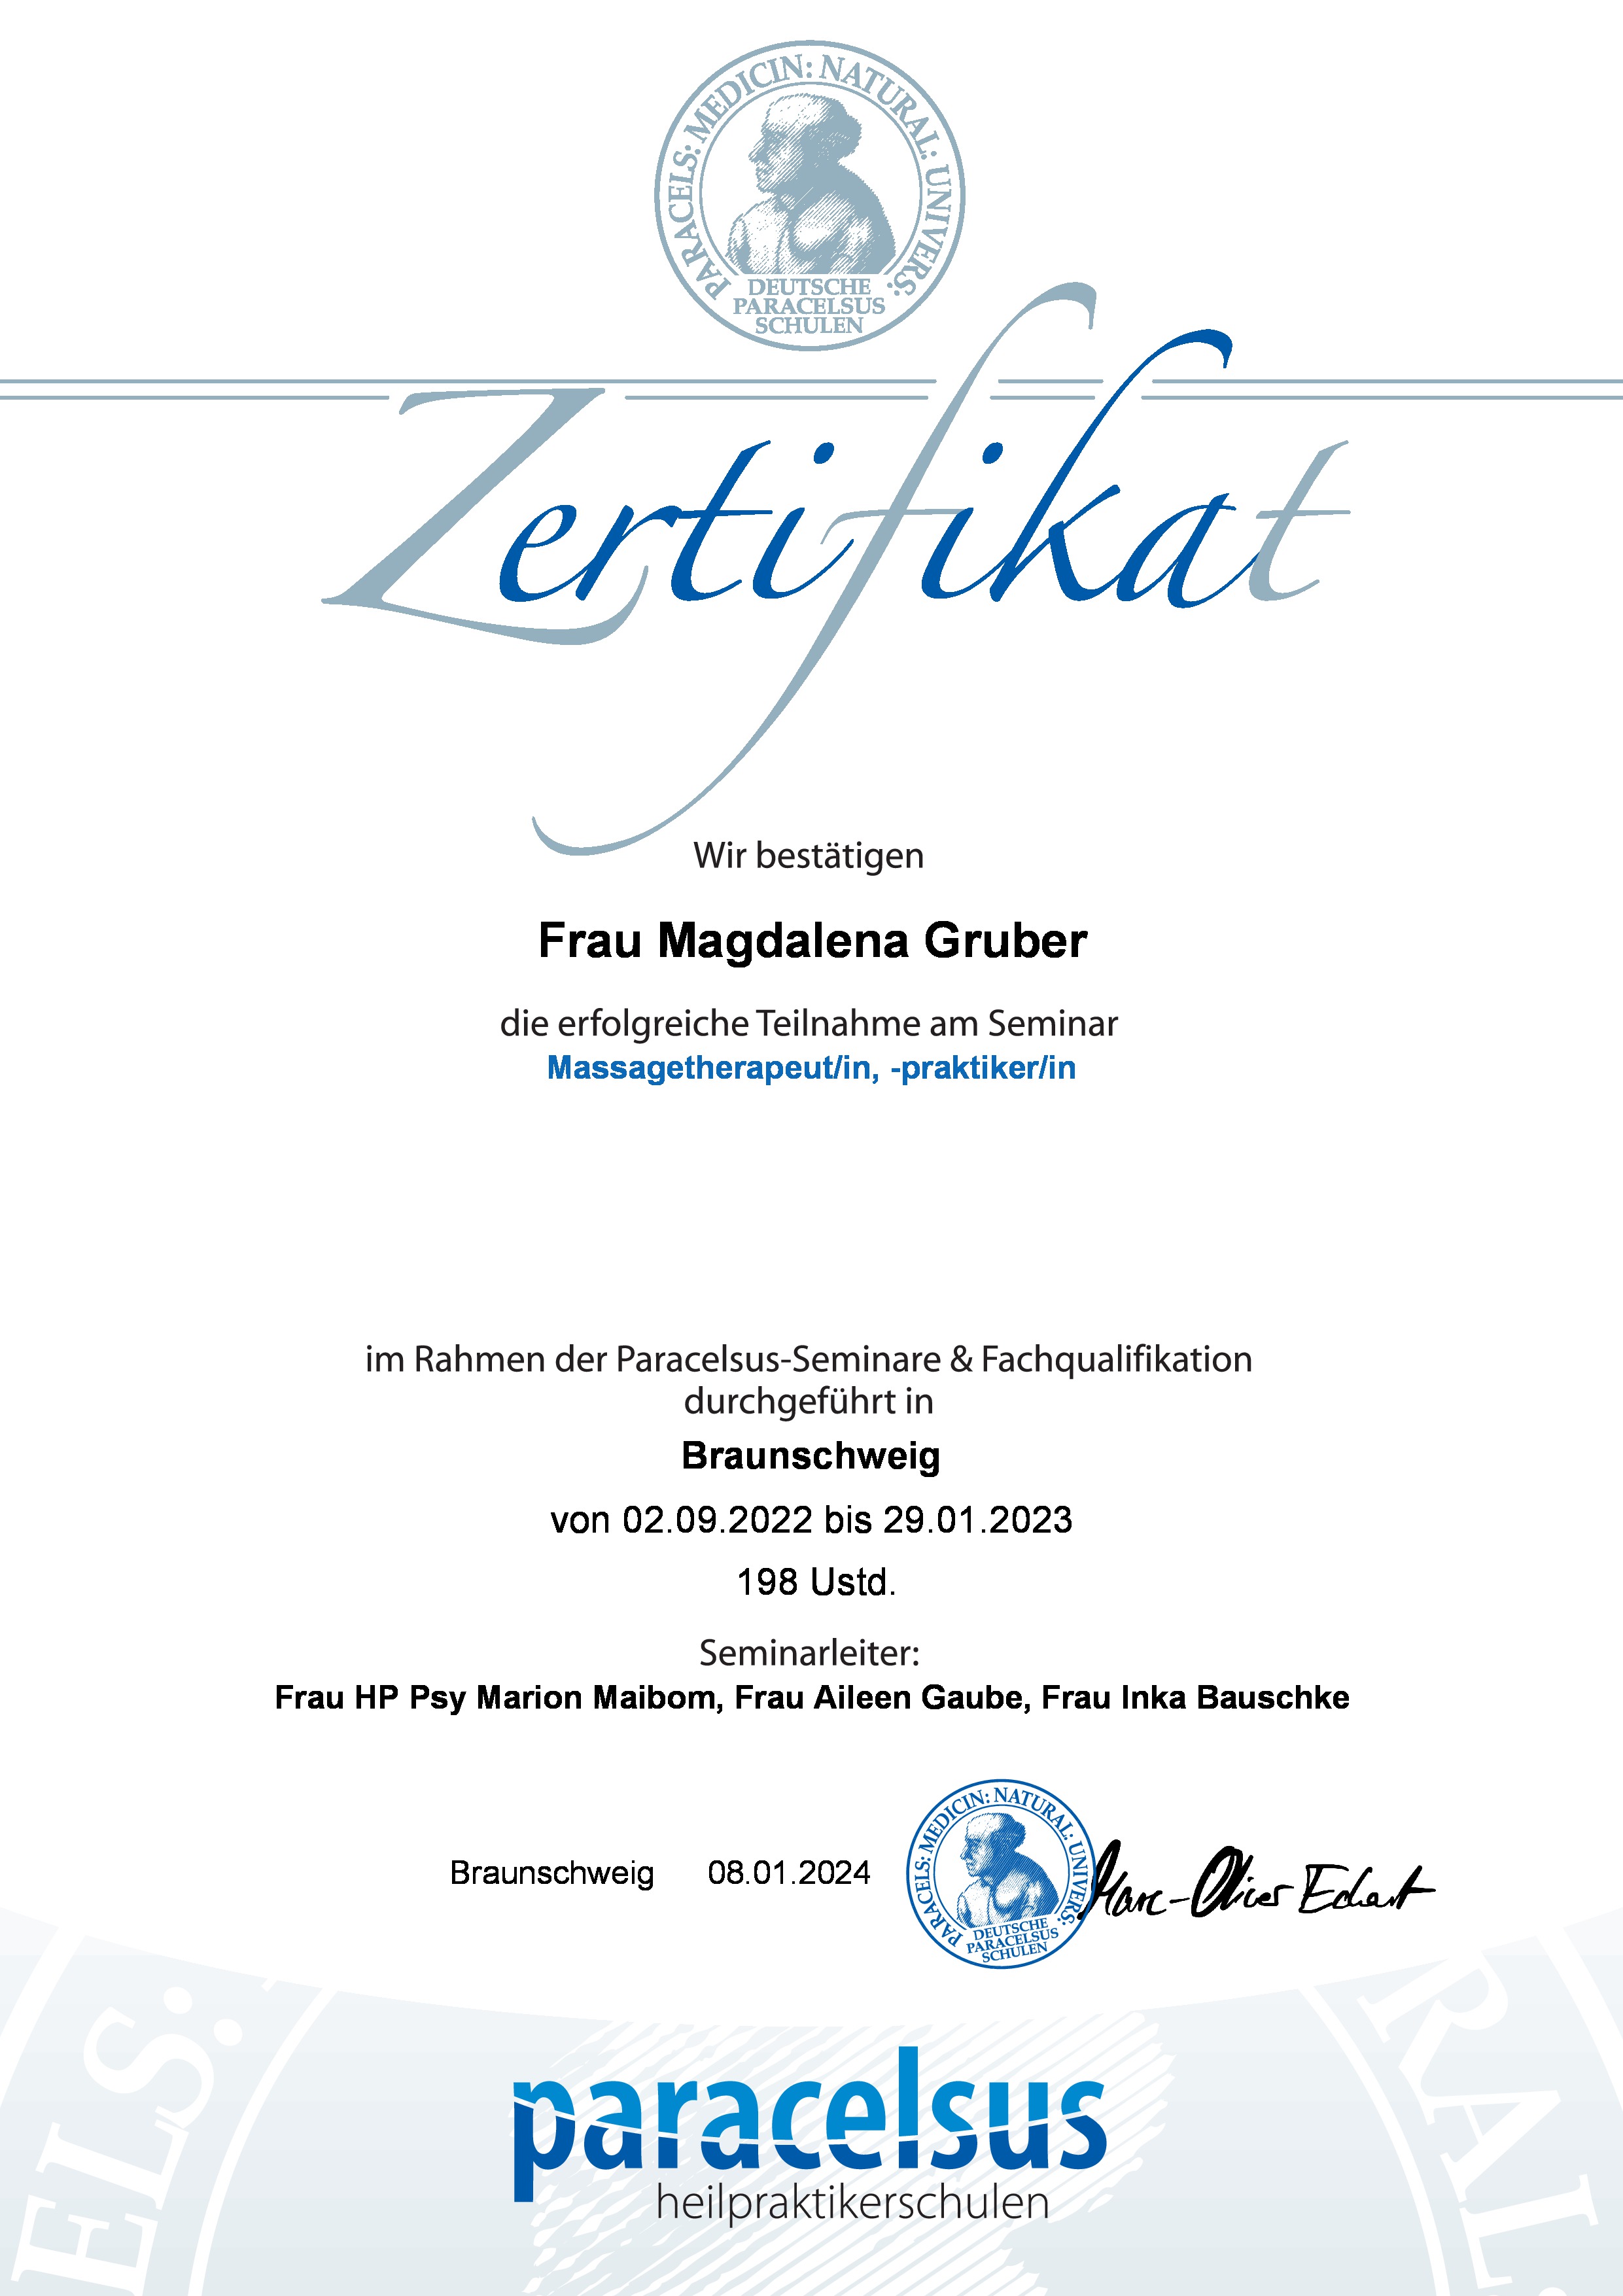 PARACELS: MEDICIN: NATURAL: UNIVERS:
DEUTSCHE
PARACELSUS
SCHULEN
Zertifikat
Wir bestätigen
Frau Magdalena Gruber
die erfolgreiche Teilnahme am Seminar
Massagetherapeut/in, -praktiker/in
im Rahmen der Paracelsus-Seminare & Fachqualifikation
durchgeführt in
Braunschweig
von 02.09.2022 bis 29.01.2023
198 Ustd.
Seminarleiter:
Frau HP Psy Marion Maibom, Frau Aileen Gaube, Frau Inka Bauschke
Braunschweig 08.01.2024
PARACELS: MEDICIN: NATURAL: UNIVERS:
DEUTSCHE
PARACELSUS
SCHULEN
Marc-Oliver Eckart
ELS:
RAL:
paracelsus
heilpraktikerschulen